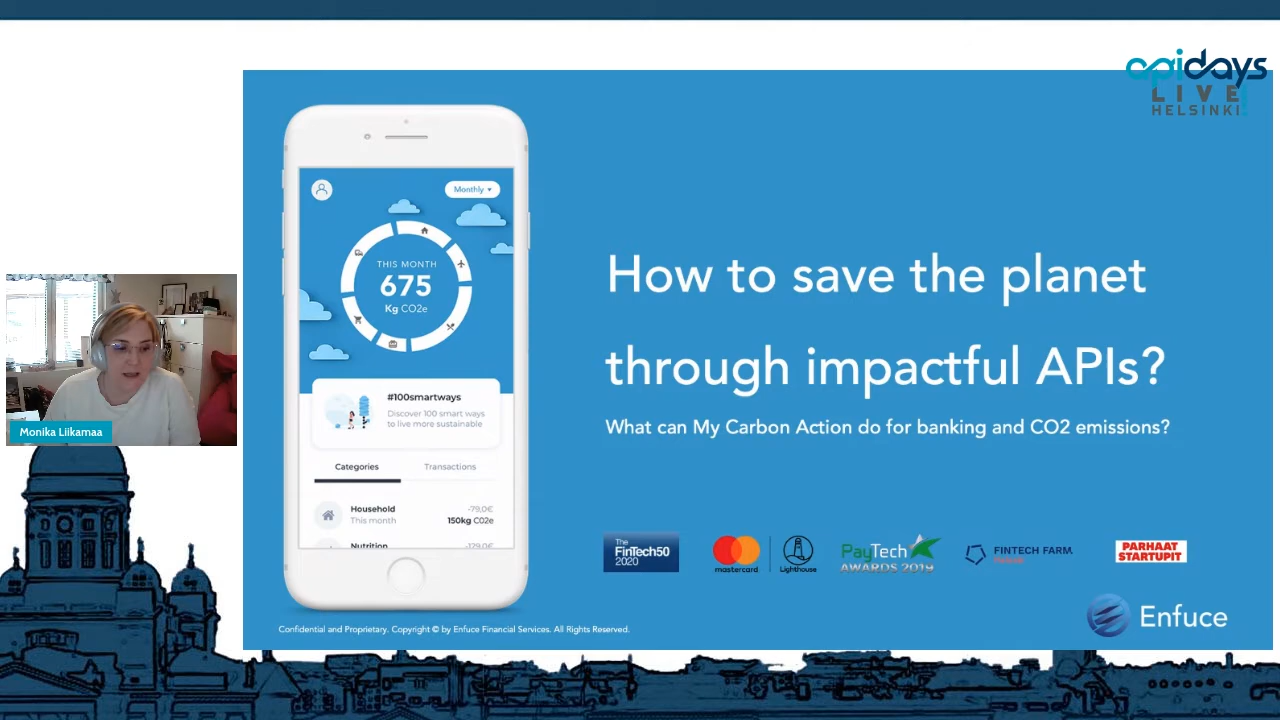 apidays
LIVE
HELSINKI
Monthly
THIS MONTH
675
Kg CO2e
#100smartways
Discover 100 smart ways
to live more sustainable
Categories
Transactions
Household
-79,0€
This month
150kg CO2e
Nutrition
-129,0€
How to save the planet
through impactful APIs?
What can My Carbon Action do for banking and CO2 emissions?
Monika Liikamaa
The
FinTech50
2020
mastercard
Lighthouse
PayTech
AWARDS 2019
FINTECH FARM
PARHAAT
STARTUPIT
Enfuce
Confidential and Proprietary. Copyright © by Enfuce Financial Services. All Rights Reserved.